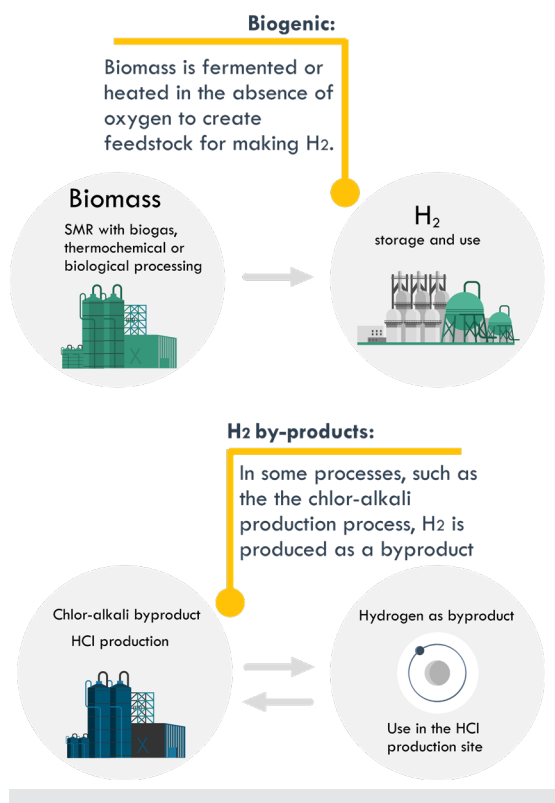 Biogenic:
Biomass is fermented or
heated in the absence of
oxygen to create
feedstock for making H2.
Biomass
SMR with biogas,
thermochemical or
biological processing
H2
storage and use
H2 by-products:
In some processes, such as
the the chlor-alkali
production process, H2 is
produced as a byproduct
Chlor-alkali byproduct
HCl production
Hydrogen as byproduct
Use in the HCl
production site